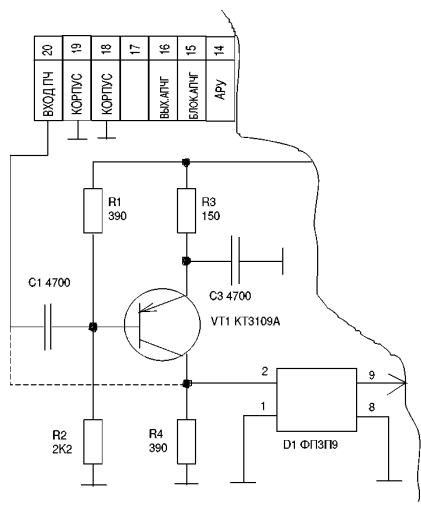 20 19 18 17 16 15 14
ВХОД ПЧ
КОРПУС
КОРПУС
ВЫХ.АПЧГ
БЛОК.АПЧГ
АРУ
R1
390
R3
150
C1 4700
C3 4700
VT1 КТ3109А
2 9
1 8
R2
2К2
R4
390
D1 ФП3П9